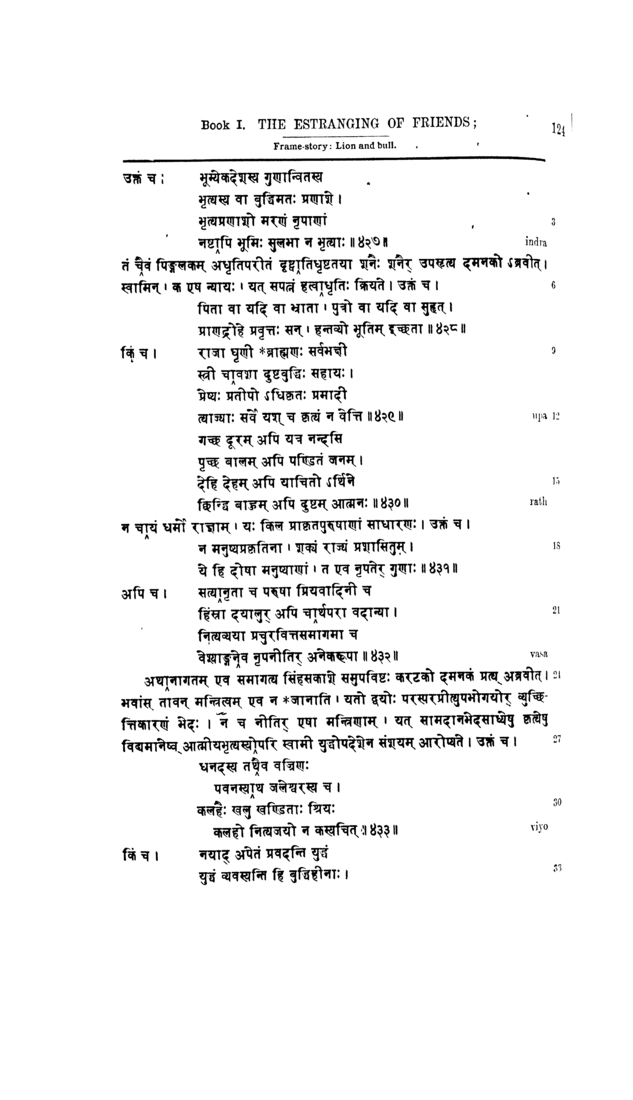 Book I. THE ESTRANGING OF FRIENDS; 124
Frame-story: Lion and bull.
उक्तं च । भूम्येकदेशस्य गुणान्वितस्य
भृत्यस्य वा बुद्धिमतः प्रणाशे ।
भृत्यप्रणाशो मरणं नृपाणां 3
नष्टापि भूमिः सुलभा न भृत्याः ॥४२७॥ indra
तं चैवं पिङ्गलकम् अधृतिपरीतं दृष्ट्वातिधृष्टतया शनैः शनैर् उपसृत्य दमनको ऽब्रवीत् ।
स्वामिन् । क एष न्यायः । यत् सपत्नं हत्वाधृतिः क्रियते । उक्तं च । 6
पिता वा यदि वा भ्राता । पुत्रो वा यदि वा सुहृत् ।
प्राणद्रोहे प्रवृत्तः सन् । हन्तव्यो भूतिम् इच्छता ॥४२८॥
किं च । राजा घृणी *ब्राह्मणः सर्वभक्षी 9
स्त्री चावशा दुष्टबुद्धिः सहायः ।
प्रेष्यः प्रतीपो ऽधिकृतः प्रमादी
त्याज्याः सर्वे यश् च कृत्यं न वेत्ति ॥४२९॥ upa 12
गच्छ दूरम् अपि यत्र नन्दसि
पृच्छ बालम् अपि पण्डितं जनम् ।
देहि देहम् अपि याचितो ऽर्थिने 15
छिन्द्धि बाहुम् अपि दुष्टम् आत्मनः ॥४३०॥ rath
न चायं धर्मो राज्ञाम् । यः किल प्राकृतपुरुषाणां साधारणः । उक्तं च ।
न मनुष्यप्रकृतिना । शक्यं राज्यं प्रशासितुम् । 18
ये हि दोषा मनुष्याणां । त एव नृपतेर् गुणाः ॥४३१॥
अपि च । सत्यानृता च परुषा प्रियवादिनी च
हिंस्रा दयालुर् अपि चार्थपरा वदान्या । 21
नित्यव्यया प्रचुरवित्तसमागमा च
वेश्याङ्गनेव नृपनीतिर् अनेकरूपा ॥४३२॥ vasa
अथानागतम् एव समागत्य सिंहसकाशे समुपविष्टः करटको दमनकं प्रत्य् अब्रवीत् । 24
भवांस् तावन् मन्त्रित्वम् एव न *जानाति । यतो द्वयोः परस्परप्रीत्युपभोगयोर् व्युच्छि-
त्तिकारणं भेदः । न च नीतिर् एषा मन्त्रिणाम् । यत् सामदानभेदसाध्येषु कृत्येषु
विद्यमानेष्व् आत्मीयभृत्यस्योपरि स्वामी युद्धोपदेशेन संशयम् आरोप्यते । उक्तं च । 27
धनदस्य तथैव वज्रिणः
पवनस्याथ जलेश्वरस्य च ।
कलहैः खलु खण्डिताः श्रियः 30
कलहो नित्यजयो न कस्यचित् ॥४३३॥ viyo
किं च । नयाद् अपेतं प्रवदन्ति युद्धं
युद्धं व्यवस्यन्ति हि बुद्धिहीनाः । 33